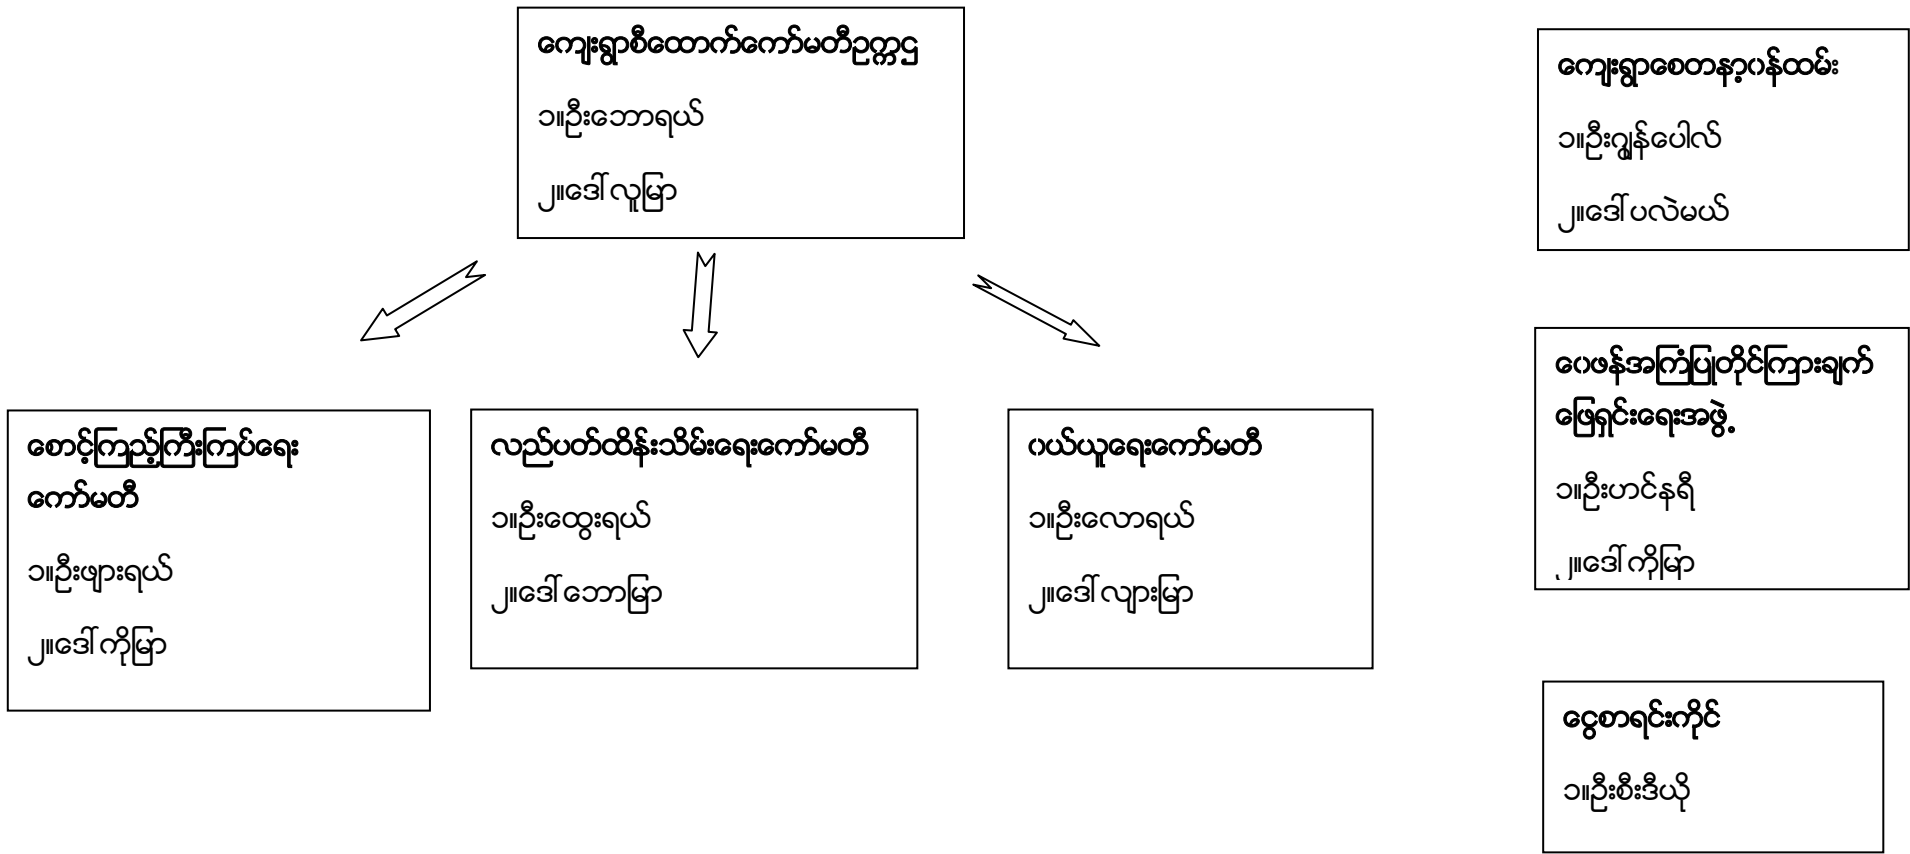 ကျေးရွာစီထောက်ကော်မတီဥက္ကဌ
၁။ဦးဘောရယ်
၂။ဒေါ်လူမြာ
ကျေးရွာစေတနာ့ဝန်ထမ်း
၁။ဦးဂျွန်ပေါလ်
၂။ဒေါ်ပလဲမယ်
ဝေဖန်အကြံပြုတိုင်ကြားချက်
ဖြေရှင်းရေးအဖွဲ့
၁။ဦးဟင်နရီ
၂။ဒေါ်ကိုမြာ
စောင့်ကြည့်ကြီးကြပ်ရေး
ကော်မတီ
၁။ဦးဖျားရယ်
၂။ဒေါ်ကိုမြာ
လည်ပတ်ထိန်းသိမ်းရေးကော်မတီ
၁။ဦးထွေးရယ်
၂။ဒေါ်ဘောမြာ
ဝယ်ယူရေးကော်မတီ
၁။ဦးလောရယ်
၂။ဒေါ်လျားမြာ
ငွေစာရင်းကိုင်
၁။ဦးစီးဒီယို